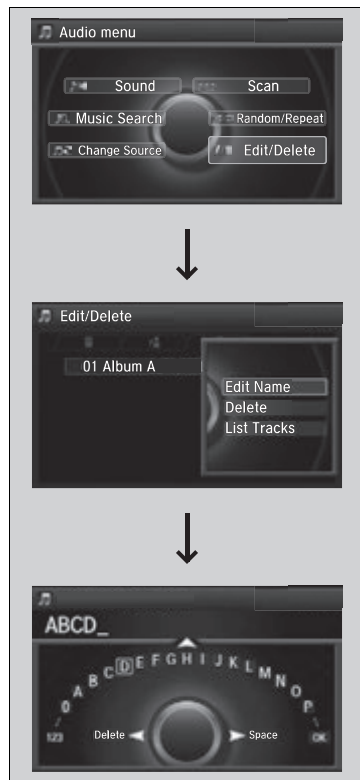 Audio menu
Sound Scan
Music Search Random/Repeat
Change Source Edit/Delete
Edit/Delete
01 Album A
Edit Name
Delete
List Tracks
ABCD_
123 0 A B C D E F G H I J K L M N O P OK
Delete Space